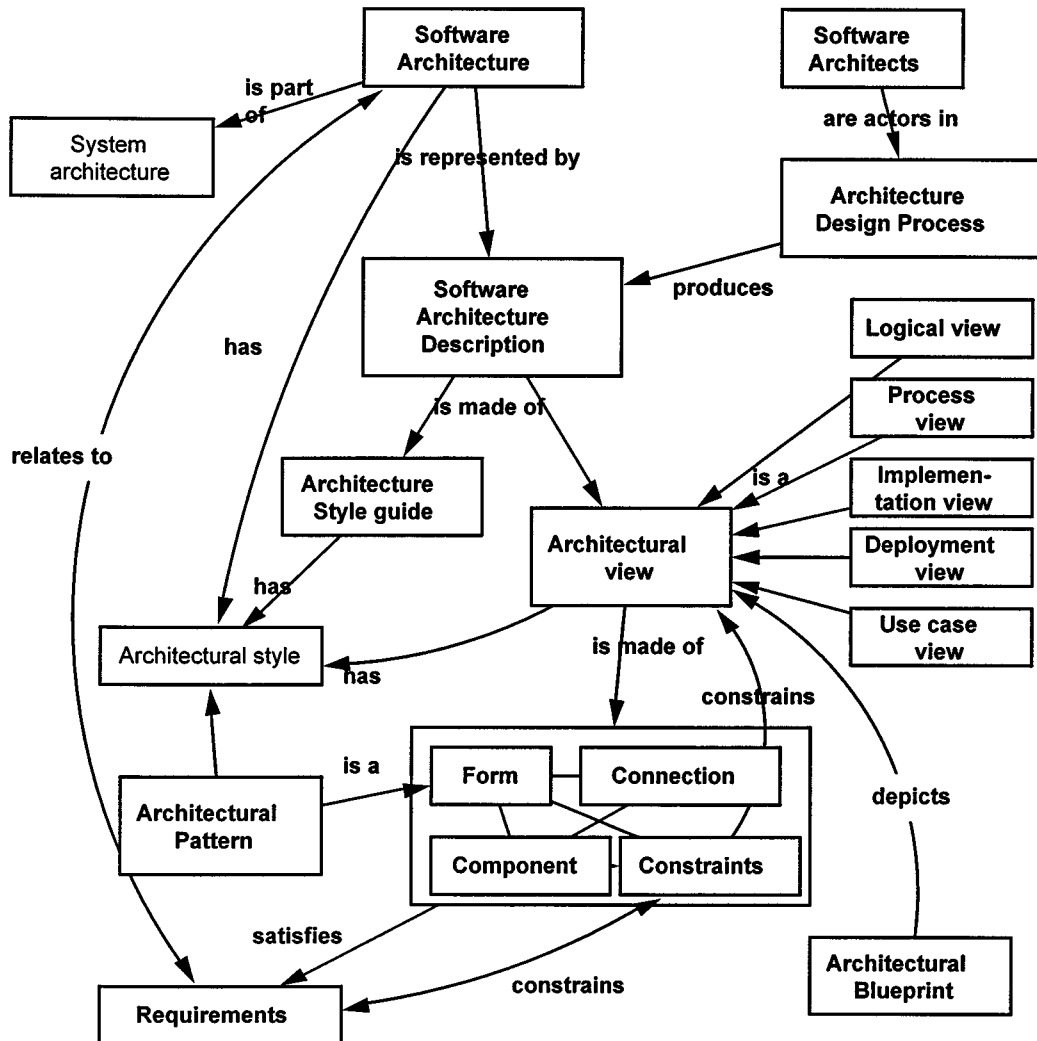 Software
Architecture
Software
Architects
is part
of
are actors in
System
architecture
is represented by
Architecture
Design Process
Software
Architecture
Description
produces
Logical view
has
Process
view
is made of
relates to
is a
Architecture
Style guide
Implemen-
tation view
Architectural
view
Deployment
view
has
Use case
view
Architectural style
has
is made of
constrains
is a
Form
Connection
depicts
Architectural
Pattern
Component
Constraints
satisfies
constrains
Architectural
Blueprint
Requirements